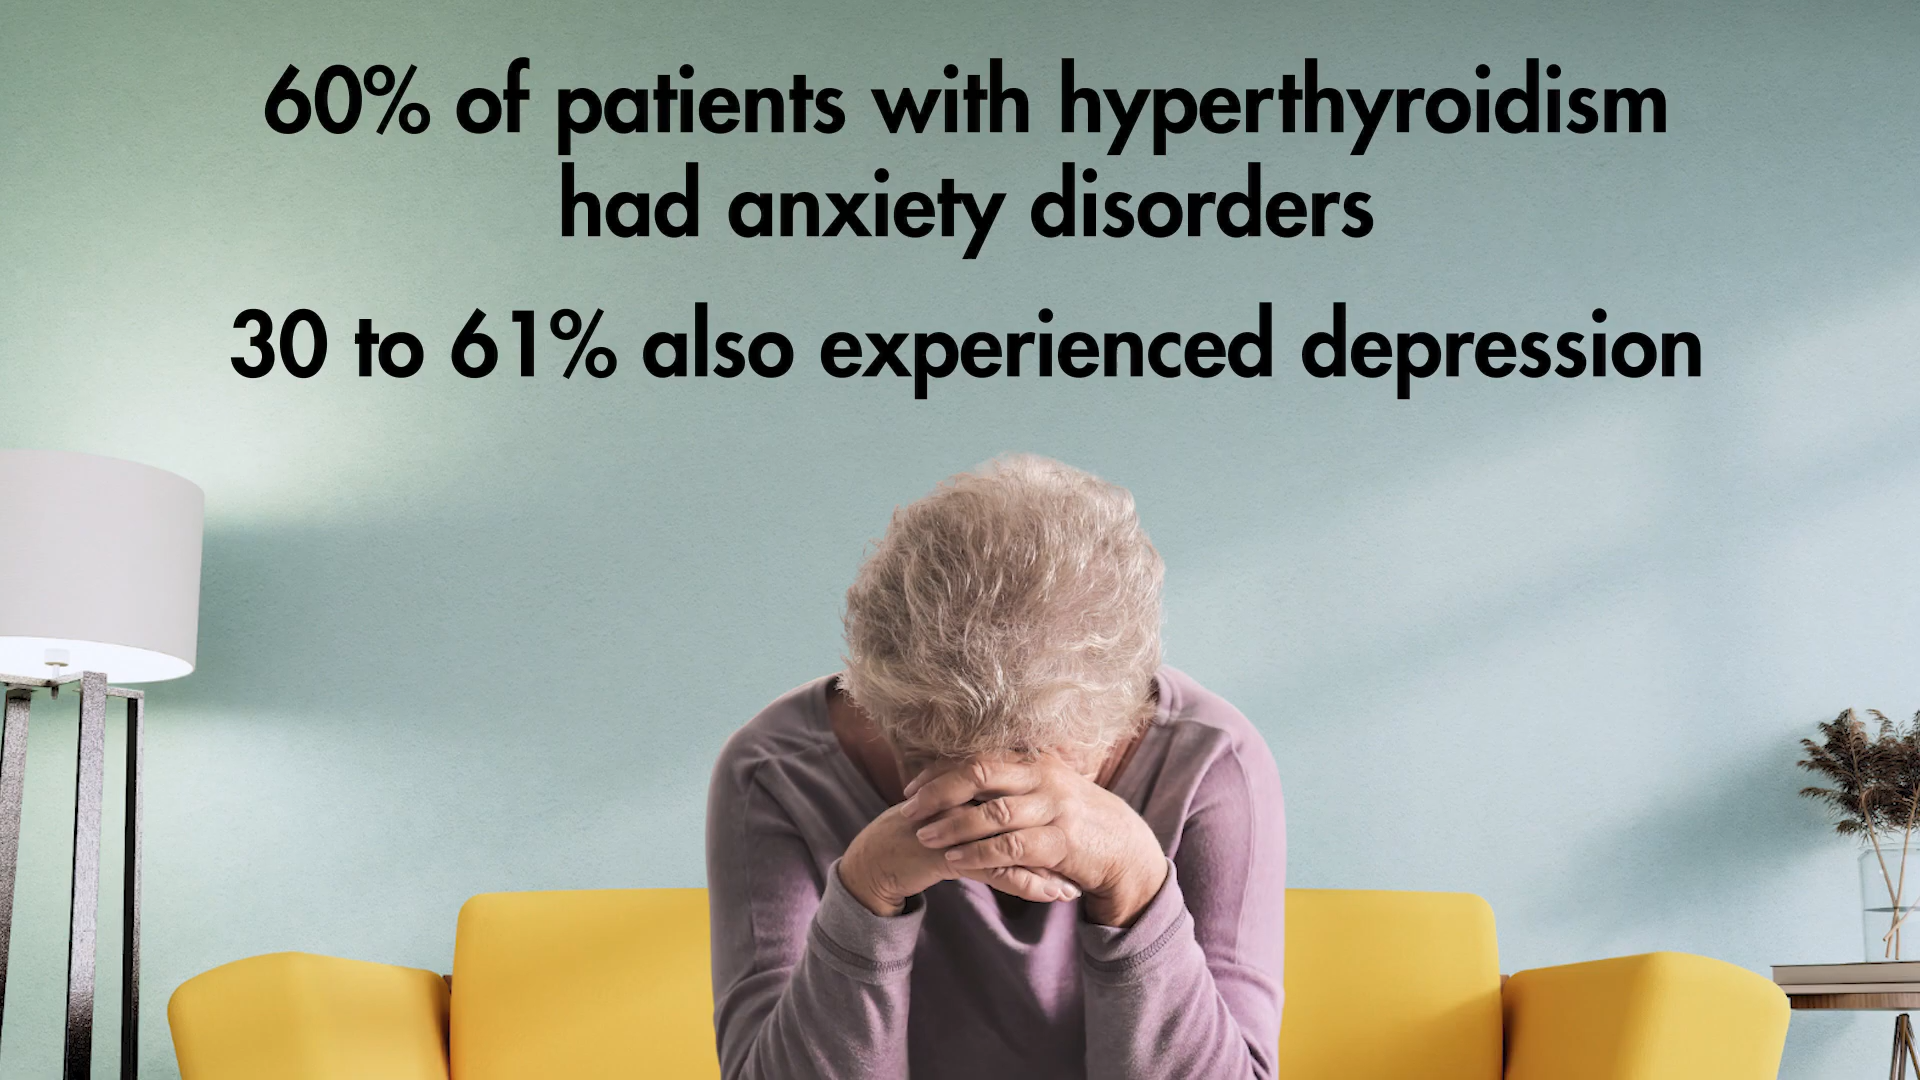 60% of patients with hyperthyroidism
had anxiety disorders
30 to 61% also experienced depression